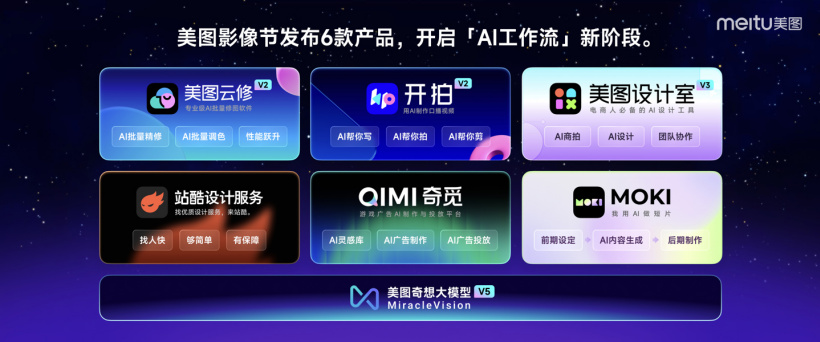 meitu美图
美图影像节发布6款产品，开启「AI工作流」新阶段。
美图云修 V2
专业级AI批量修图软件
AI批量精修 AI批量调色 性能跃升
开拍 V2
用AI制作口播视频
AI帮你写 AI帮你拍 AI帮你剪
美图设计室 V3
电商人必备的AI设计工具
AI商拍 AI设计 团队协作
站酷设计服务
找优质设计服务，来站酷。
找人快 够简单 有保障
QIMI 奇觅
游戏广告AI制作与投放平台
AI灵感库 AI广告制作 AI广告投放
MOKI
MOKI
我用AI做短片
前期设定 AI内容生成 后期制作
美图奇想大模型 V5
MiracleVision